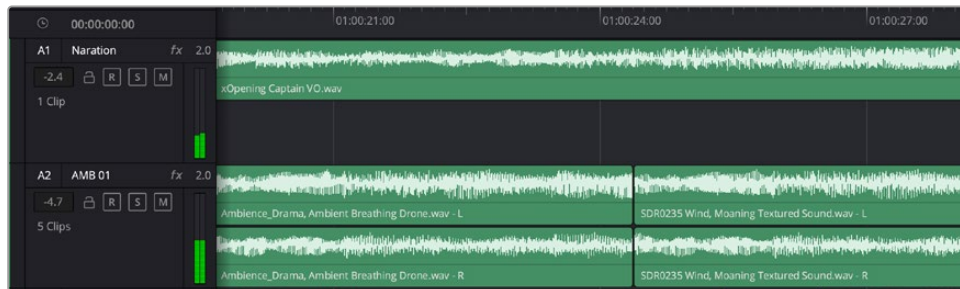 00:00:00:00
01:00:21:00 01:00:24:00 01:00:27:00
A1 Naration fx 2.0
-2.4 R S M
1 Clip
xOpening Captain VO.wav
A2 AMB 01 fx 2.0
-4.7 R S M
5 Clips
Ambience_Drama, Ambient Breathing Drone.wav - L
SDR0235 Wind, Moaning Textured Sound.wav - L
Ambience_Drama, Ambient Breathing Drone.wav - R
SDR0235 Wind, Moaning Textured Sound.wav - R